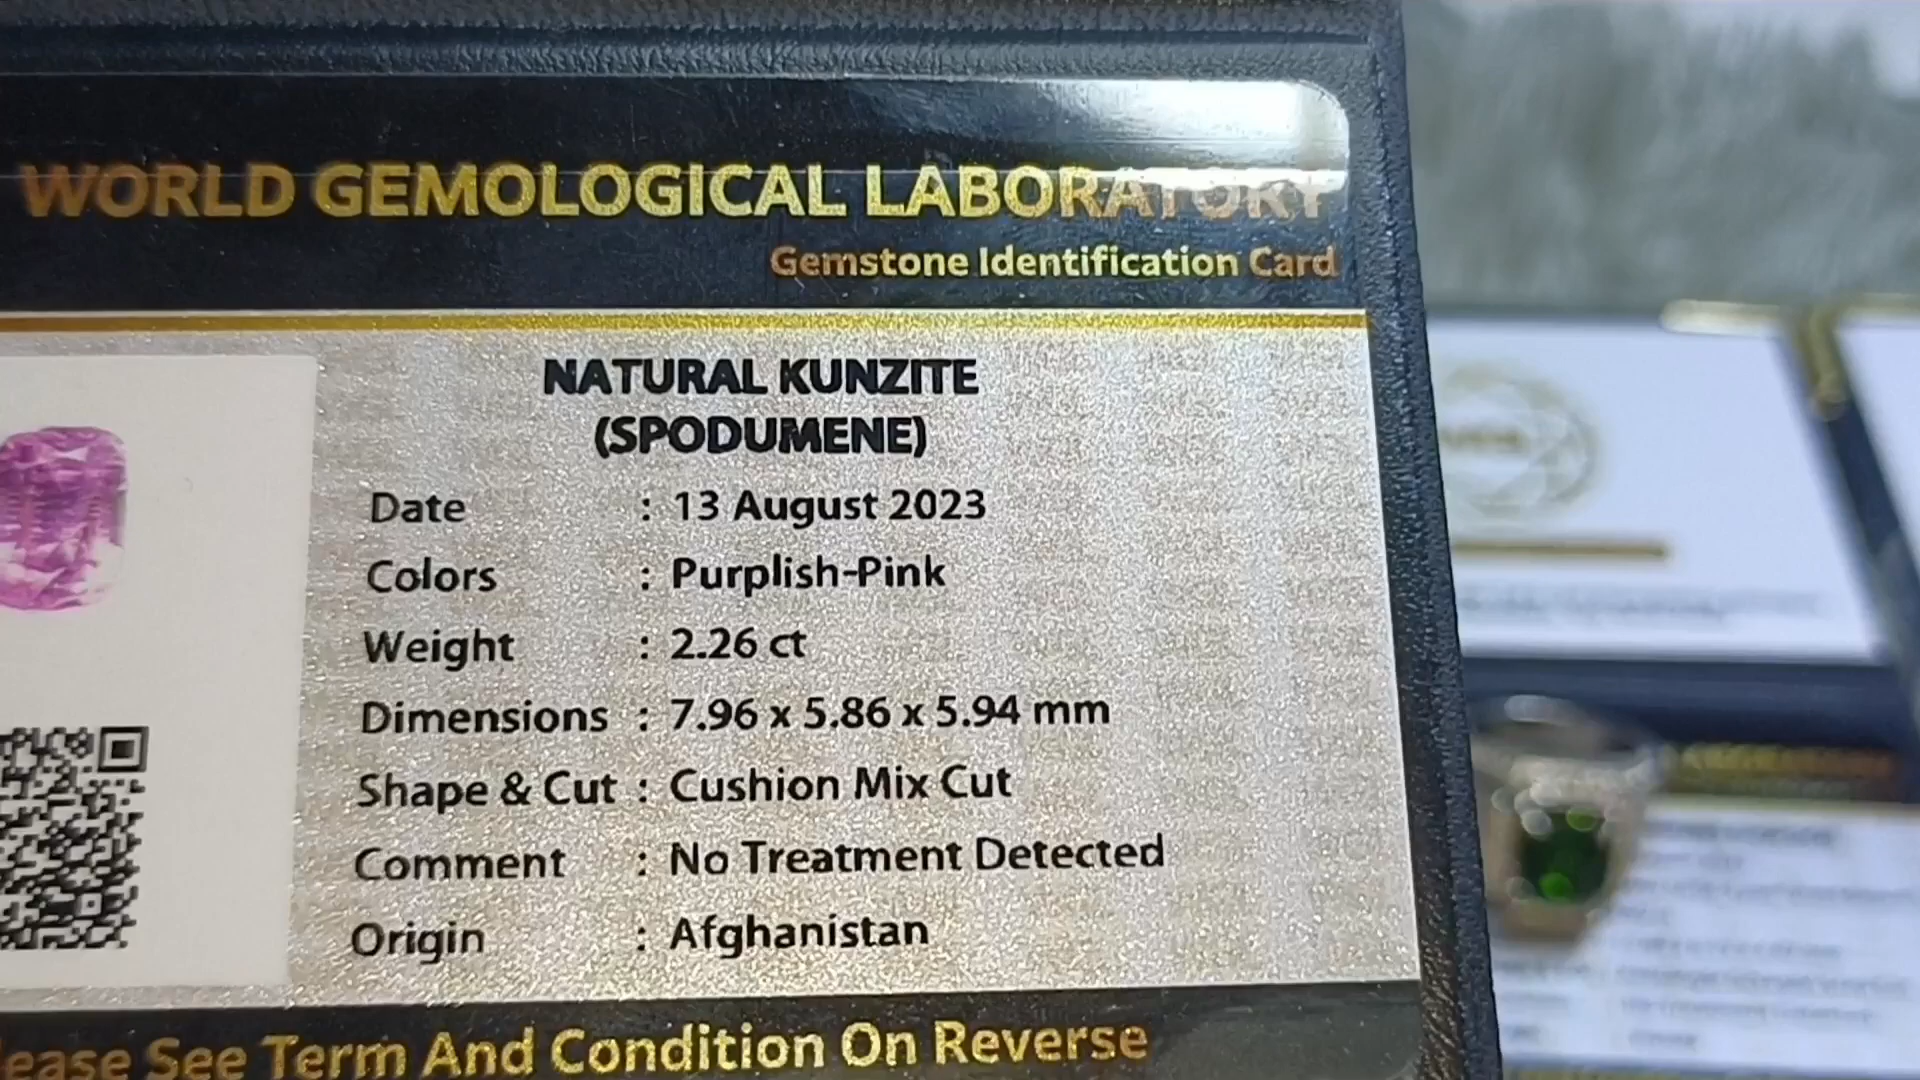 WORLD GEMOLOGICAL LABORATORY
Gemstone Identification Card
NATURAL KUNZITE
(SPODUMENE)
Date : 13 August 2023
Colors : Purplish-Pink
Weight : 2.26 ct
Dimensions : 7.96 x 5.86 x 5.94 mm
Shape & Cut : Cushion Mix Cut
Comment : No Treatment Detected
Origin : Afghanistan
lease See Term And Condition On Reverse